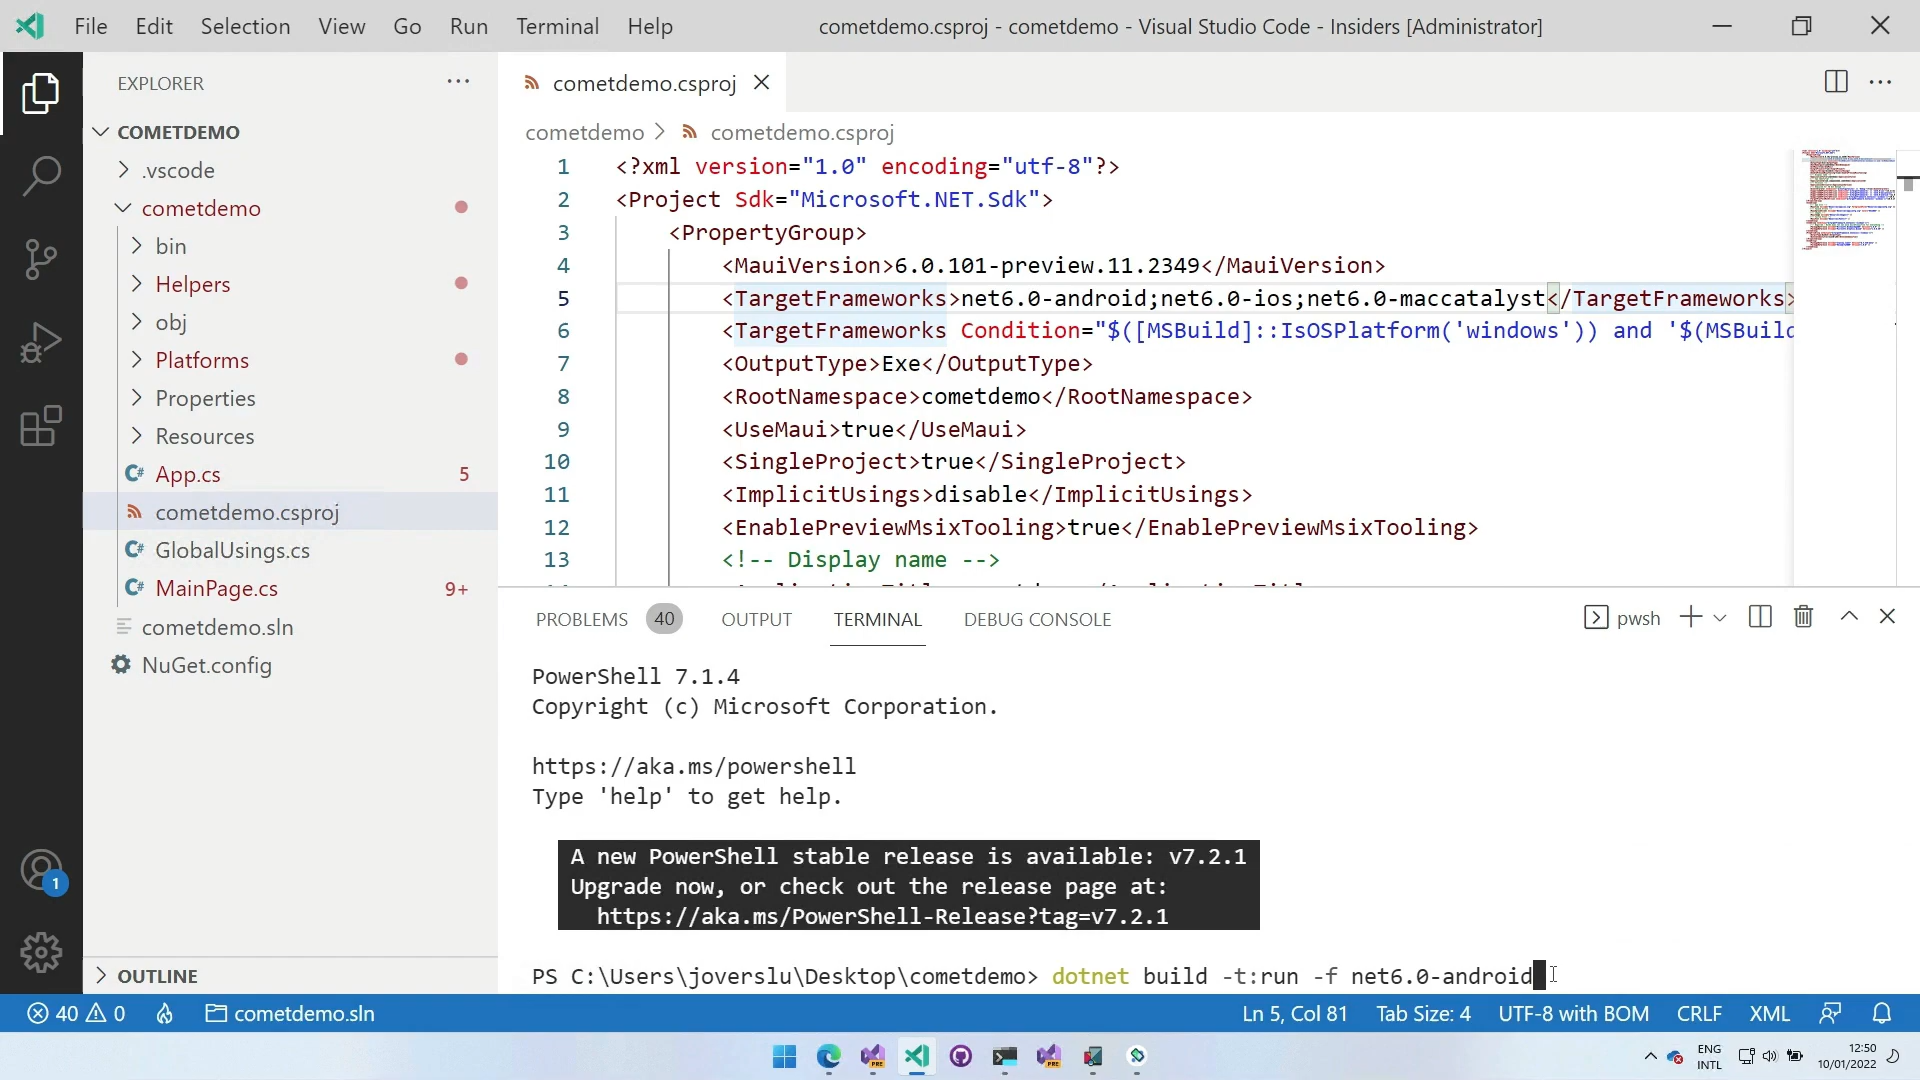 File Edit Selection View Go Run Terminal Help cometdemo.csproj - cometdemo - Visual Studio Code - Insiders [Administrator]
EXPLORER
COMETDEMO
.vscode
cometdemo
bin
Helpers
obj
Platforms
Properties
Resources
App.cs 5
cometdemo.csproj
GlobalUsings.cs
MainPage.cs 9+
cometdemo.sln
NuGet.config
OUTLINE
1
cometdemo.csproj
cometdemo > cometdemo.csproj
1 <?xml version="1.0" encoding="utf-8"?>
2 <Project Sdk="Microsoft.NET.Sdk">
3 <PropertyGroup>
4 <MauiVersion>6.0.101-preview.11.2349</MauiVersion>
5 <TargetFrameworks>net6.0-android;net6.0-ios;net6.0-maccatalyst</TargetFrameworks>
6 <TargetFrameworks Condition="$([MSBuild]::IsOSPlatform('windows')) and '$(MSBuild
7 <OutputType>Exe</OutputType>
8 <RootNamespace>cometdemo</RootNamespace>
9 <UseMaui>true</UseMaui>
10 <SingleProject>true</SingleProject>
11 <ImplicitUsings>disable</ImplicitUsings>
12 <EnablePreviewMsixTooling>true</EnablePreviewMsixTooling>
13 <!-- Display name -->
PROBLEMS 40 OUTPUT TERMINAL DEBUG CONSOLE pwsh
PowerShell 7.1.4
Copyright (c) Microsoft Corporation.
https://aka.ms/powershell
Type 'help' to get help.
A new PowerShell stable release is available: v7.2.1
Upgrade now, or check out the release page at:
https://aka.ms/PowerShell-Release?tag=v7.2.1
PS C:\Users\joverslu\Desktop\cometdemo> dotnet build -t:run -f net6.0-android
40 0 cometdemo.sln Ln 5, Col 81 Tab Size: 4 UTF-8 with BOM CRLF XML
ENG
INTL
12:50
10/01/2022